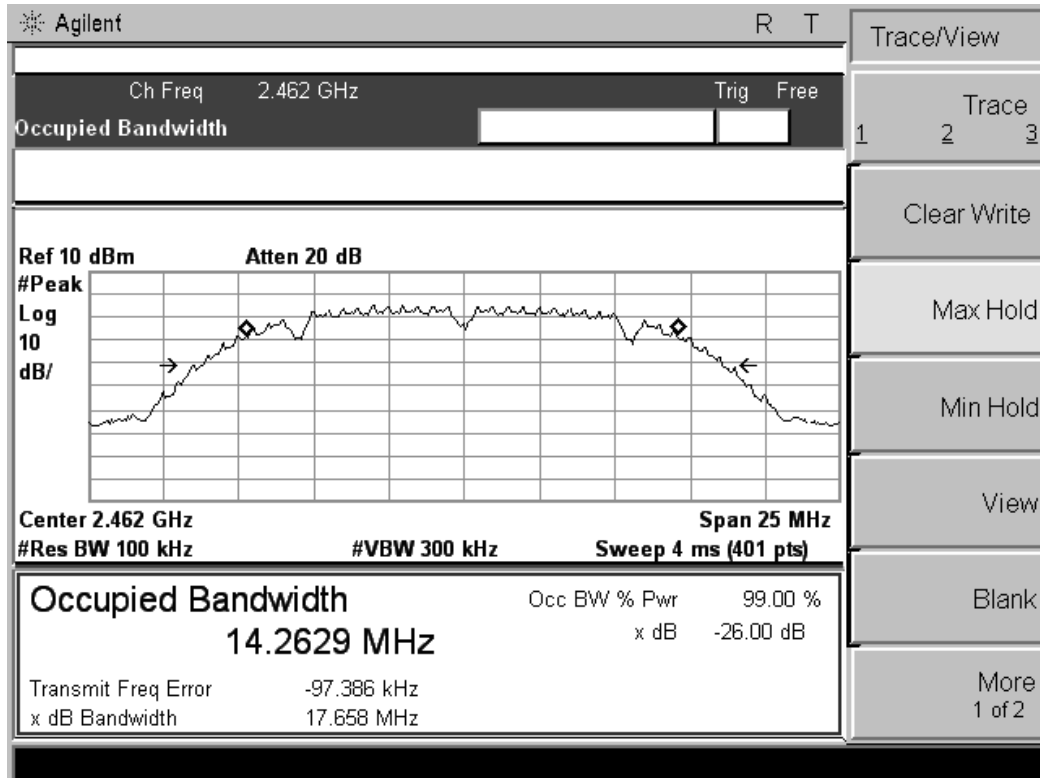 Agilent R T
Ch Freq 2.462 GHz Trig Free
Occupied Bandwidth
Ref 10 dBm Atten 20 dB
#Peak
Log
10
dB/
Center 2.462 GHz Span 25 MHz
#Res BW 100 kHz #VBW 300 kHz Sweep 4 ms (401 pts)
Occupied Bandwidth
14.2629 MHz
Occ BW % Pwr 99.00 %
x dB -26.00 dB
Transmit Freq Error -97.386 kHz
x dB Bandwidth 17.658 MHz
Trace/View
Trace
1 2 3
Clear Write
Max Hold
Min Hold
View
Blank
More
1 of 2